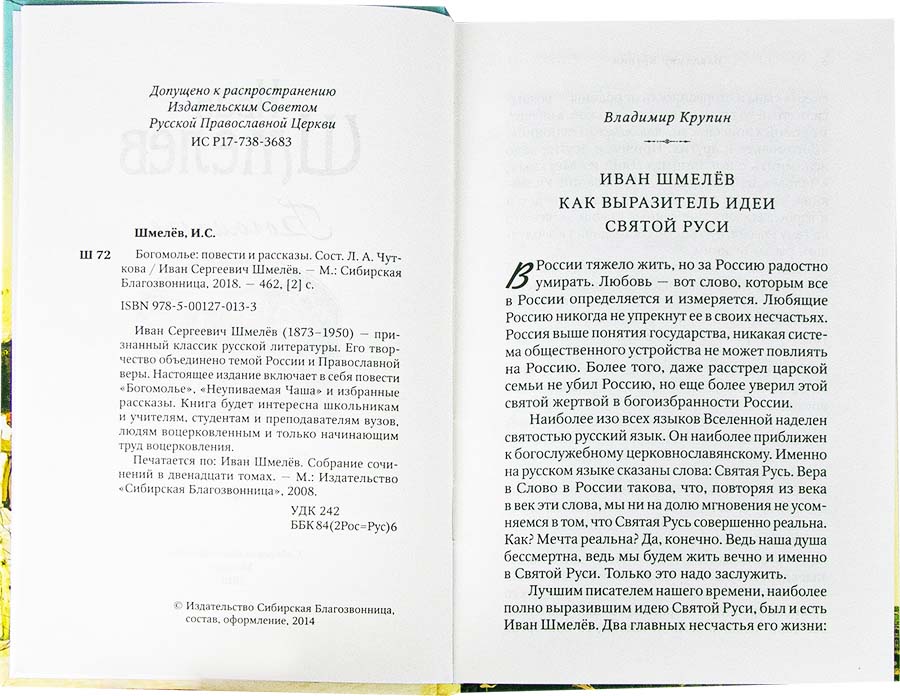 Допущено к распространению
Издательским Советом
Русской Православной Церкви
ИС Р17-738-3683
Шмелёв, И.С.
Ш 72 Богомолье: повести и рассказы. Сост. Л. А. Чут-
кова / Иван Сергеевич Шмелёв. — М.: Сибирская
Благозвонница, 2018. — 462, [2] с.
ISBN 978-5-00127-013-3
Иван Сергеевич Шмелёв (1873–1950) — при-
знанный классик русской литературы. Его твор-
чество объединено темой России и Православной
веры. Настоящее издание включает в себя повести
«Богомолье», «Неупиваемая Чаша» и избранные
рассказы. Книга будет интересна школьникам
и учителям, студентам и преподавателям вузов,
людям воцерковленным и только начинающим
труд воцерковления.
Печатается по: Иван Шмелёв. Собрание сочи-
нений в двенадцати томах. — М.: Издательство
«Сибирская Благозвонница», 2008.
УДК 242
ББК 84(2Рос=Рус)6
© Издательство Сибирская Благозвонница,
состав, оформление, 2014
Владимир Крупин
ИВАН ШМЕЛЁВ
КАК ВЫРАЗИТЕЛЬ ИДЕИ
СВЯТОЙ РУСИ
В России тяжело жить, но за Россию радостно
умирать. Любовь — вот слово, которым все
в России определяется и измеряется. Любящие
Россию никогда не упрекнут ее в своих несчастьях.
Россия выше понятия государства, никакая систе-
ма общественного устройства не может повлиять
на Россию. Более того, даже расстрел царской
семьи не убил Россию, но еще более уверил этой
святой жертвой в богоизбранности России.
Наиболее изо всех языков Вселенной наделен
святостью русский язык. Он наиболее приближен
к богослужебному церковнославянскому. Именно
на русском языке сказаны слова: Святая Русь. Вера
в Слово в России такова, что, повторяя из века
в век эти слова, мы ни на долю мгновения не усом-
няемся в том, что Святая Русь совершенно реальна.
Как? Мечта реальна? Да, конечно. Ведь наша душа
бессмертна, ведь мы будем жить вечно и именно
в Святой Руси. Только это надо заслужить.
Лучшим писателем нашего времени, наиболее
полно выразившим идею Святой Руси, был и есть
Иван Шмелёв. Два главных несчастья его жизни: